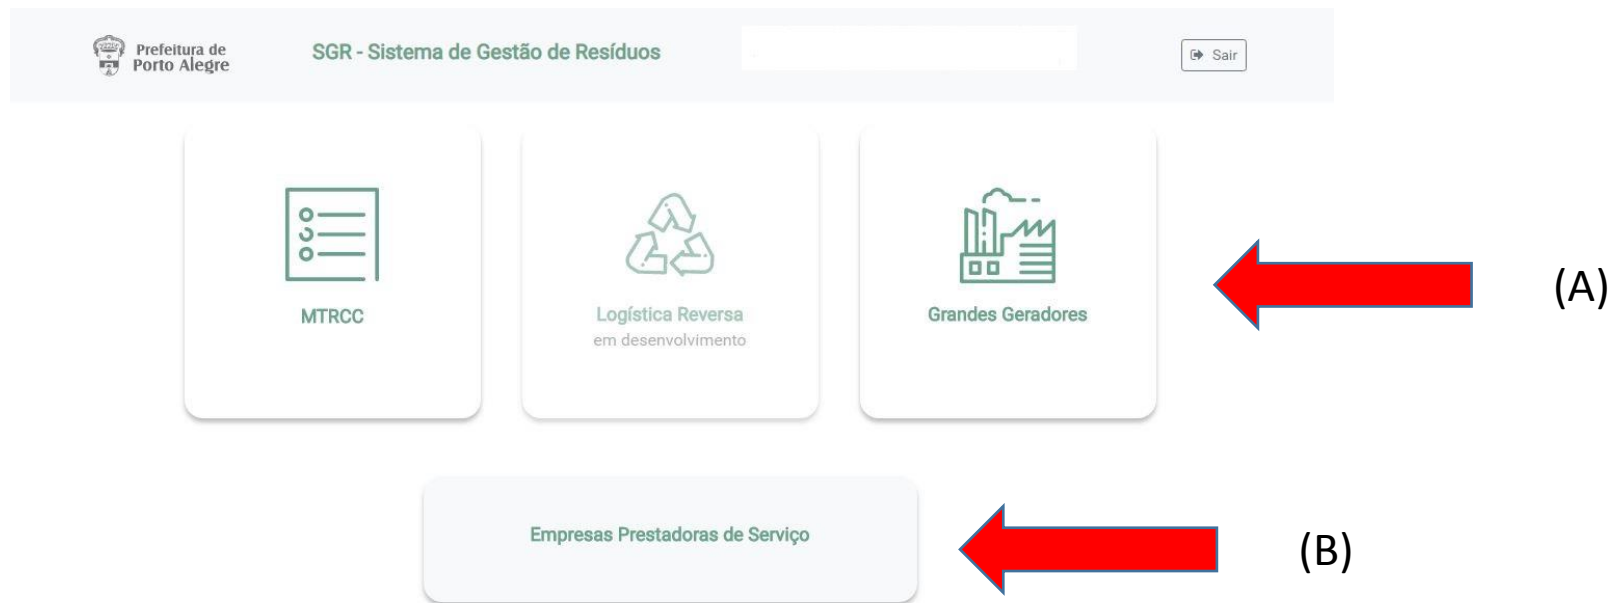 Prefeitura de
Porto Alegre
SGR - Sistema de Gestão de Resíduos
Sair
MTRCC
Logística Reversa
em desenvolvimento
Grandes Geradores
(A)
Empresas Prestadoras de Serviço
(B)